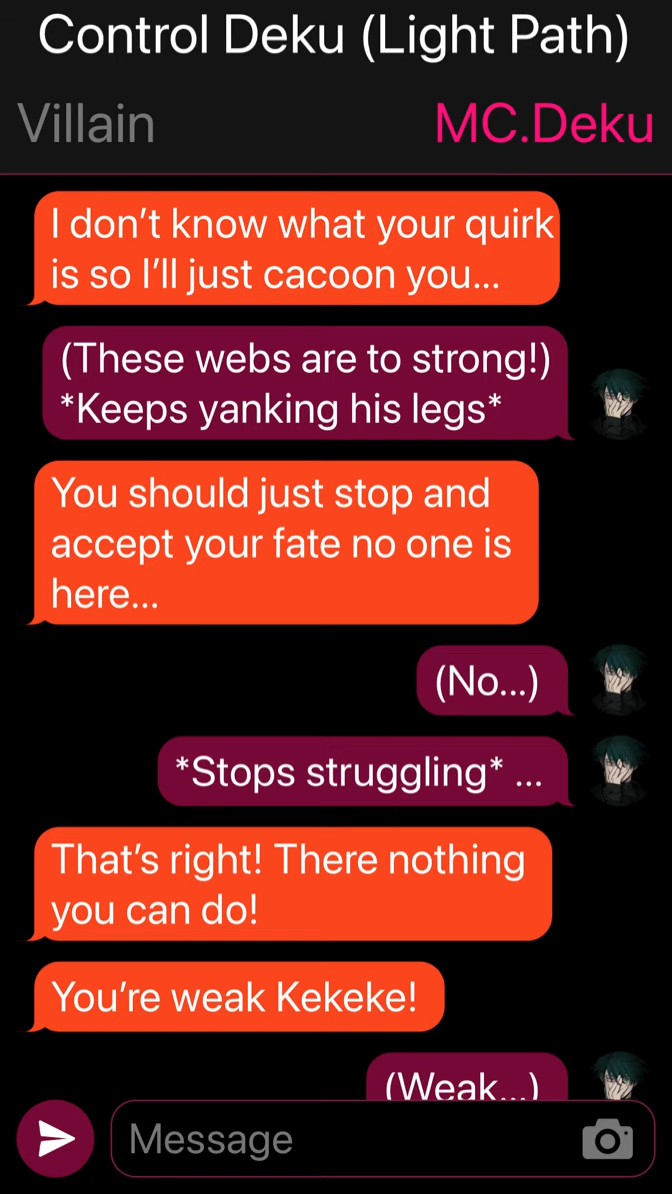 Control Deku (Light Path)
Villain
MC.Deku
I don’t know what your quirk
is so I’ll just cacoon you...
(These webs are to strong!)
*Keeps yanking his legs*
You should just stop and
accept your fate no one is
here...
(No...)
*Stops struggling* ...
That’s right! There nothing
you can do!
You’re weak Kekeke!
(Weak...)
Message